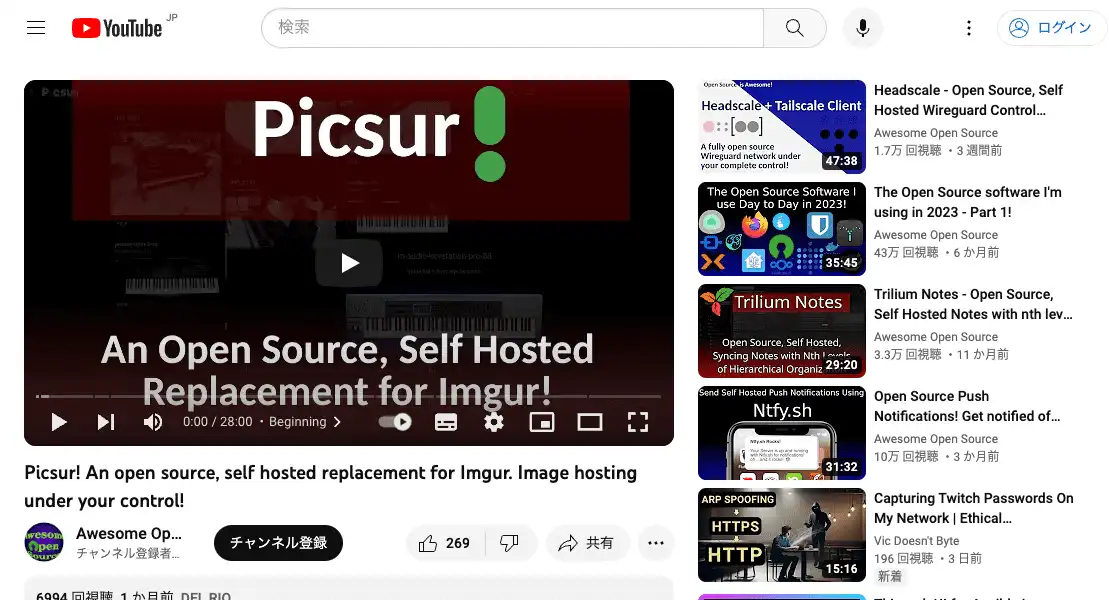 YouTube JP
検索
ログイン
Picsur!
An Open Source, Self Hosted
Replacement for Imgur!
0:00 / 28:00 ・ Beginning
Picsur! An open source, self hosted replacement for Imgur. Image hosting
under your control!
Awesome Op...
チャンネル登録者...
チャンネル登録
269
共有
6994 回視聴 1 か月前 DEL RIO
Open Source is Awesome!
Headscale + Tailscale Client
A fully open source
Wireguard network under
your complete control!
47:38
Headscale - Open Source, Self
Hosted Wireguard Control...
Awesome Open Source
1.7万 回視聴 ・3 週間前
The Open Source Software I
use Day to Day in 2023!
35:45
The Open Source software I'm
using in 2023 - Part 1!
Awesome Open Source
43万 回視聴 ・6 か月前
Trilium Notes
Open Source, Self Hosted,
Syncing Notes with Nth Levels
of Hierarchical Organiz
29:20
Trilium Notes - Open Source,
Self Hosted Notes with nth lev...
Awesome Open Source
3.3万 回視聴 ・11 か月前
Send Self Hosted Push Notifications Using
Ntfy.sh
31:32
Open Source Push
Notifications! Get notified of...
Awesome Open Source
10万 回視聴 ・3 か月前
ARP SPOOFING
HTTPS
HTTP
15:16
Capturing Twitch Passwords On
My Network | Ethical...
Vic Doesn't Byte
196 回視聴 ・3 日前
新着